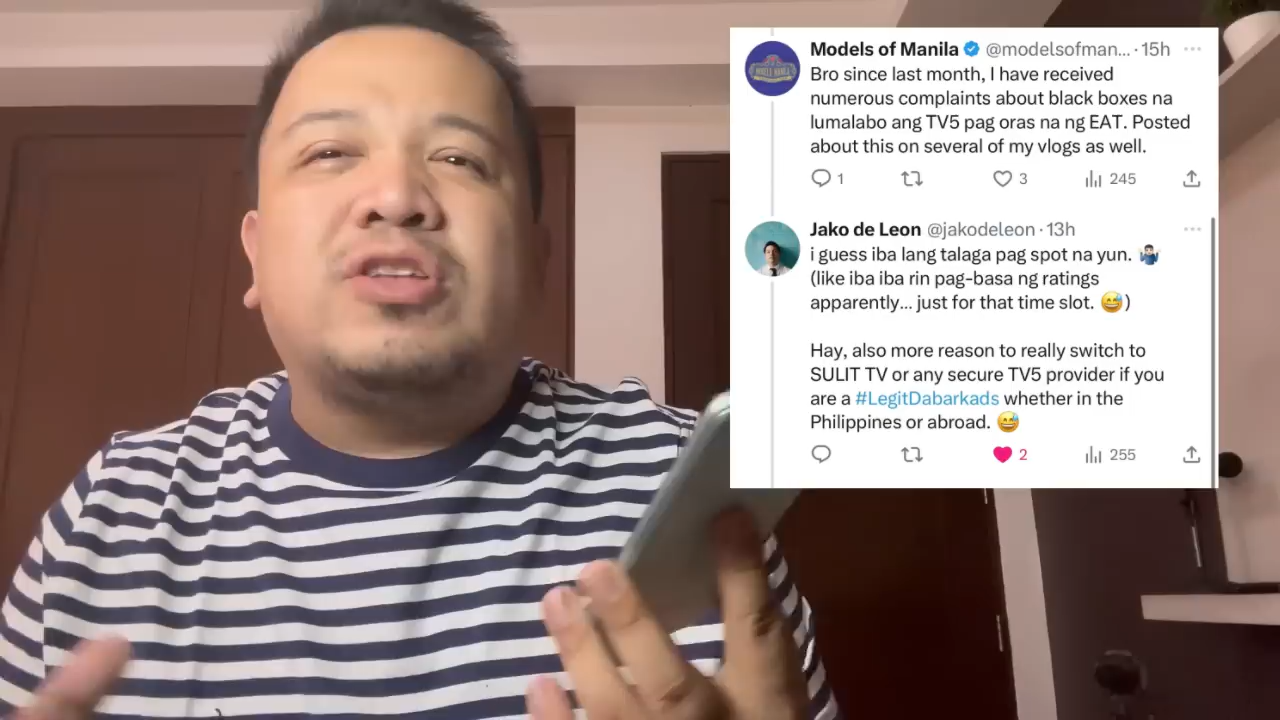 Models of Manila @modelsofman... · 15h
Bro since last month, I have received
numerous complaints about black boxes na
lumalabo ang TV5 pag oras na ng EAT. Posted
about this on several of my vlogs as well.
1 3 245
Jako de Leon @jakodeleon · 13h
i guess iba lang talaga pag spot na yun. 🤷🏻‍♂️
(like iba iba rin pag-basa ng ratings
apparently... just for that time slot. 😅)
Hay, also more reason to really switch to
SULIT TV or any secure TV5 provider if you
are a #LegitDabarkads whether in the
Philippines or abroad. 😅
2 255